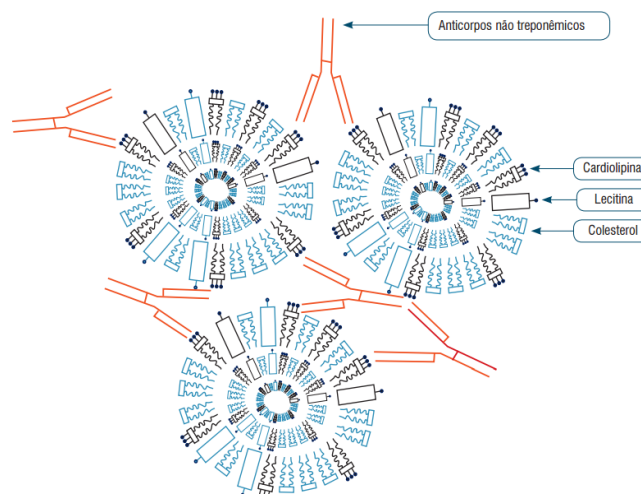 Anticorpos não treponêmicos
Cardiolipina
Lecitina
Colesterol